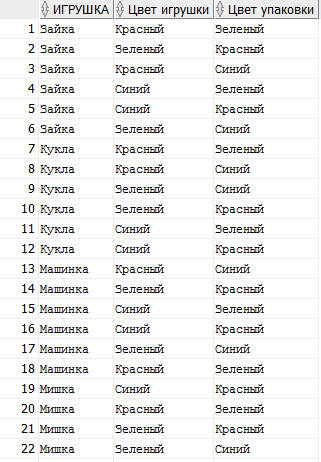 ИГРУШКА Цвет игрушки Цвет упаковки
1 Зайка Красный Зеленый
2 Зайка Зеленый Красный
3 Зайка Красный Синий
4 Зайка Синий Зеленый
5 Зайка Синий Красный
6 Зайка Зеленый Синий
7 Кукла Красный Зеленый
8 Кукла Красный Синий
9 Кукла Зеленый Синий
10 Кукла Зеленый Красный
11 Кукла Синий Зеленый
12 Кукла Синий Красный
13 Машинка Красный Синий
14 Машинка Зеленый Красный
15 Машинка Синий Зеленый
16 Машинка Синий Красный
17 Машинка Зеленый Синий
18 Машинка Красный Зеленый
19 Мишка Синий Красный
20 Мишка Красный Зеленый
21 Мишка Зеленый Красный
22 Мишка Зеленый Синий